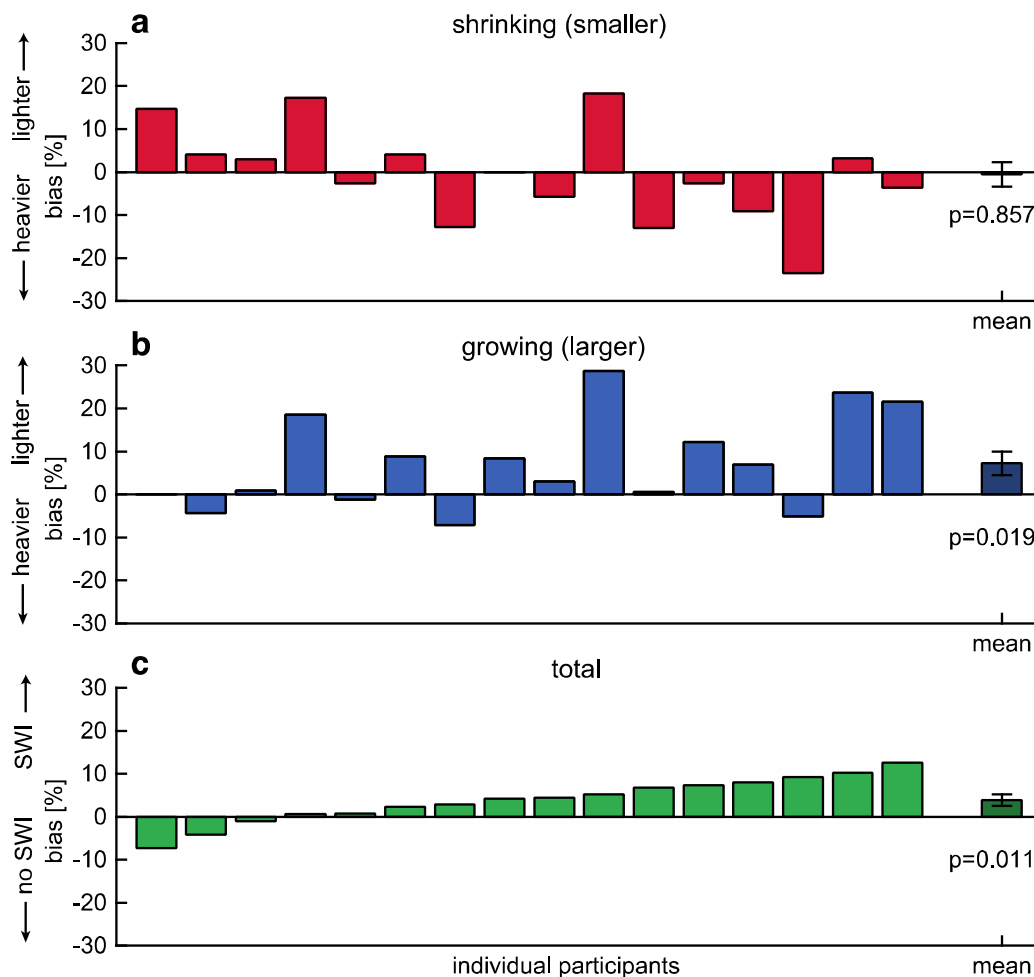 a
shrinking (smaller)
30
20
10
0
-10
-20
-30
bias [%]
← heavier lighter →
p=0.857
mean
b
growing (larger)
30
20
10
0
-10
-20
-30
bias [%]
← heavier lighter →
p=0.019
mean
c
total
30
20
10
0
-10
-20
-30
bias [%]
← no SWI SWI →
p=0.011
individual participants
mean